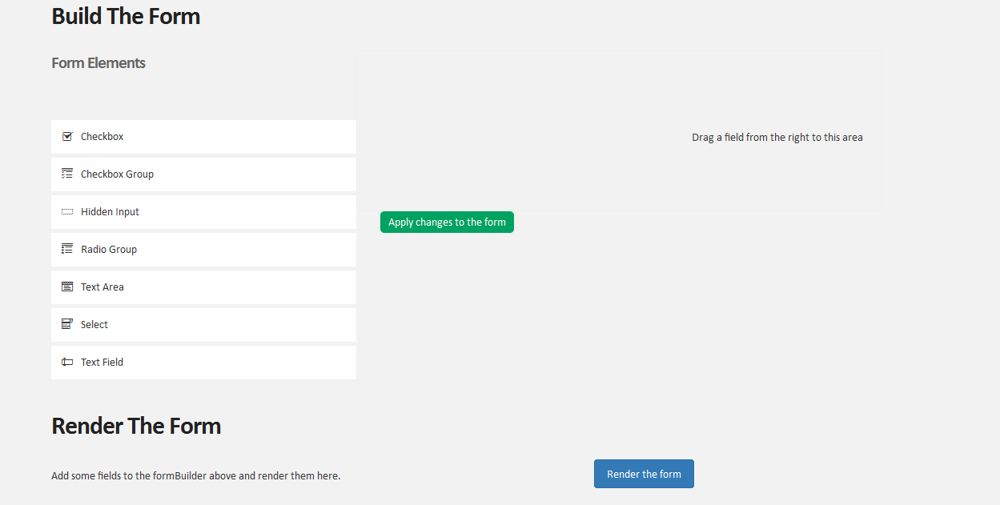 Build The Form
Form Elements
Checkbox
Checkbox Group
Hidden Input
Radio Group
Text Area
Select
Text Field
Drag a field from the right to this area
Apply changes to the form
Render The Form
Add some fields to the formBuilder above and render them here.
Render the form